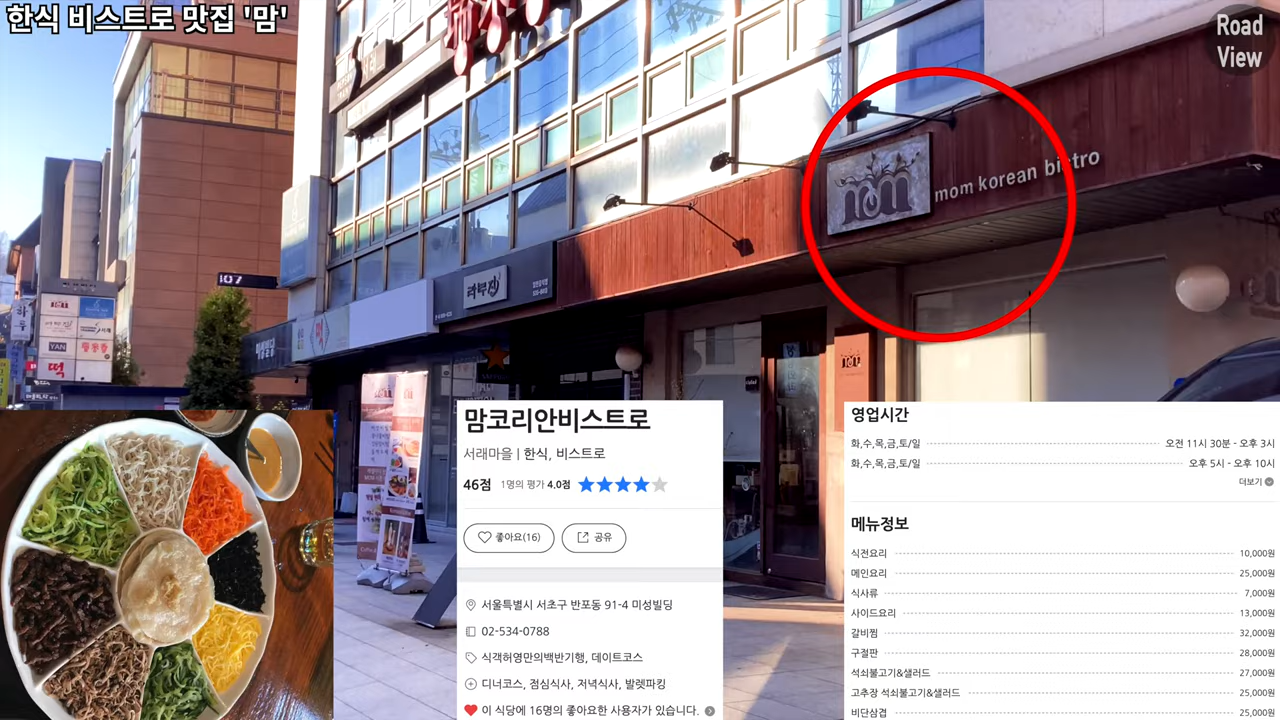 한식 비스트로 맛집 '맘'
Road
View
mom
mom korean bistro
107
YAN
떡
맘코리안비스트로
서래마을 | 한식, 비스트로
46점 1명의 평가 4.0점
좋아요(16)
공유
서울특별시 서초구 반포동 91-4 미성빌딩
02-534-0788
식객허영만의백반기행, 데이트코스
디너코스, 점심식사, 저녁식사, 발렛파킹
이 식당에 16명의 좋아요한 사용자가 있습니다.
영업시간
화,수,목,금,토/일 오전 11시 30분 - 오후 3시
화,수,목,금,토/일 오후 5시 - 오후 10시
더보기
메뉴정보
식전요리 10,000원
메인요리 25,000원
식사류 7,000원
사이드요리 13,000원
갈비찜 32,000원
구절판 28,000원
석쇠불고기&샐러드 27,000원
고추장 석쇠불고기&샐러드 25,000원
비단삼겹 25,000원